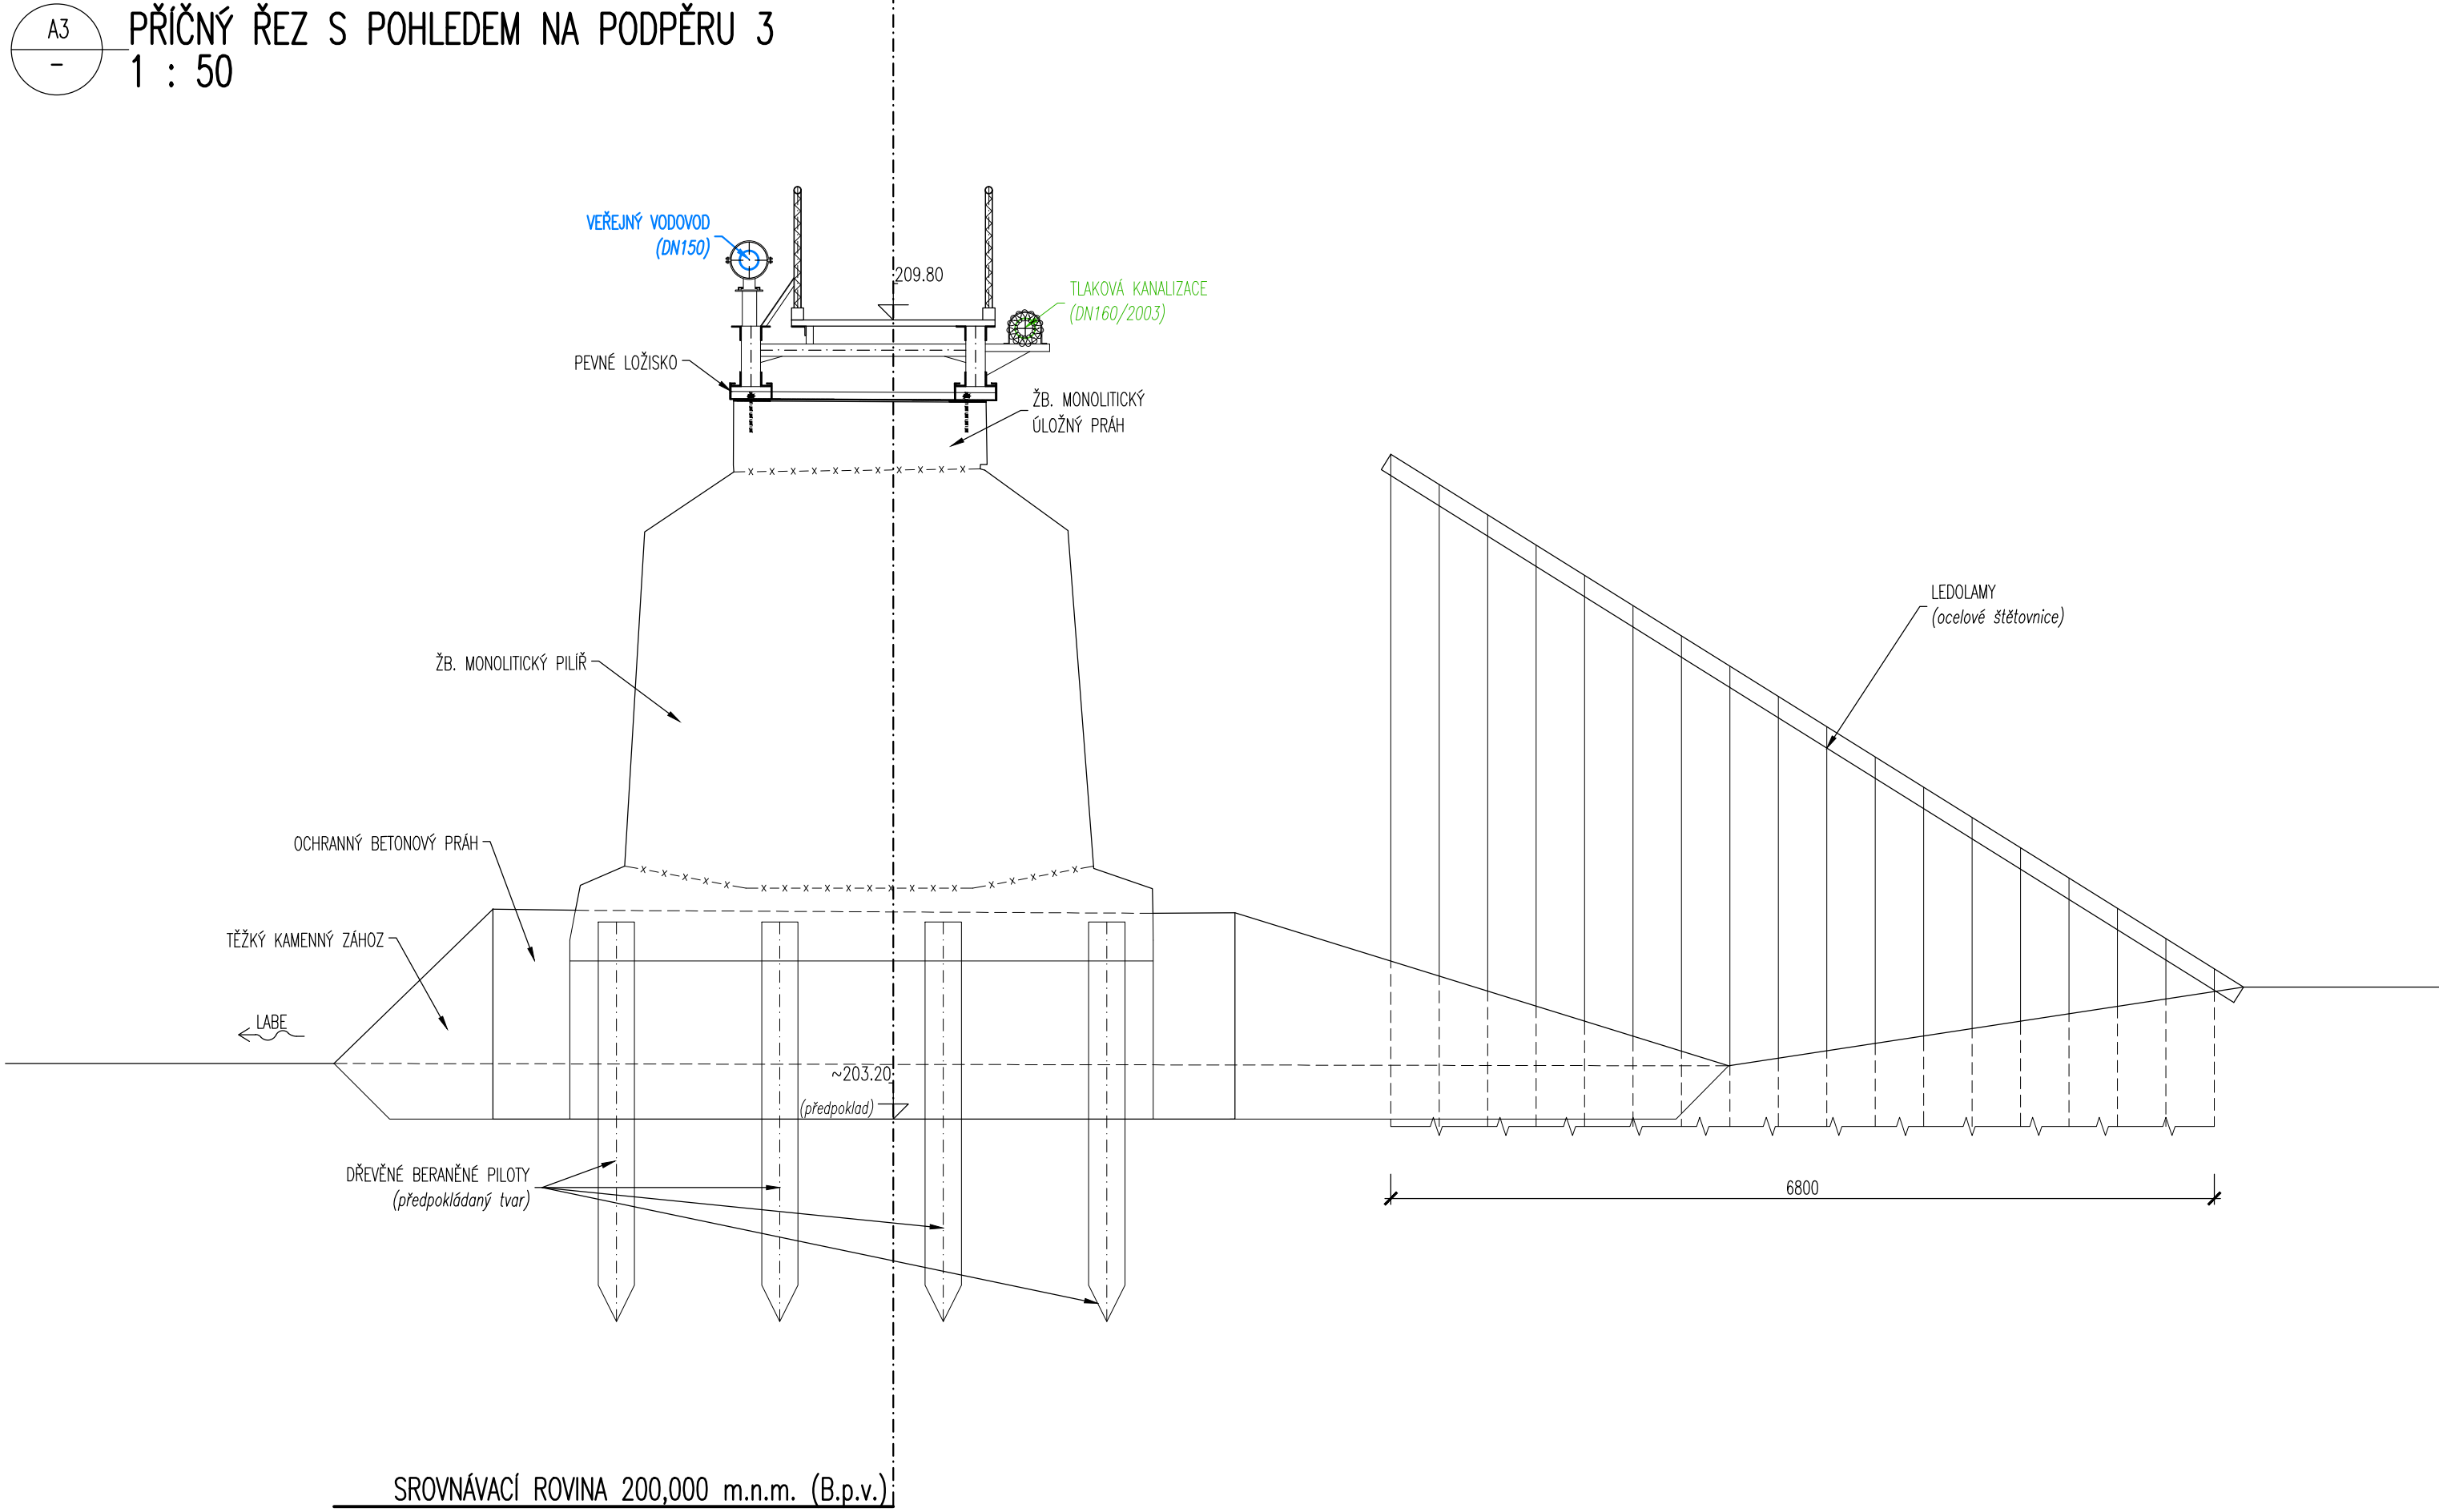 A3
-
PŘÍČNÝ ŘEZ S POHLEDEM NA PODPĚRU 3
1 : 50
VEŘEJNÝ VODOVOD
(DN150)
209.80
TLAKOVÁ KANALIZACE
(DN160/2003)
PEVNÉ LOŽISKO
ŽB. MONOLITICKÝ
ÚLOŽNÝ PRÁH
LEDOLAMY
(ocelové štětovnice)
ŽB. MONOLITICKÝ PILÍŘ
OCHRANNÝ BETONOVÝ PRÁH
TĚŽKÝ KAMENNÝ ZÁHOZ
LABE
~203.20
(předpoklad)
DŘEVĚNÉ BERANĚNÉ PILOTY
(předpokládaný tvar)
6800
SROVNÁVACÍ ROVINA 200,000 m.n.m. (B.p.v.)